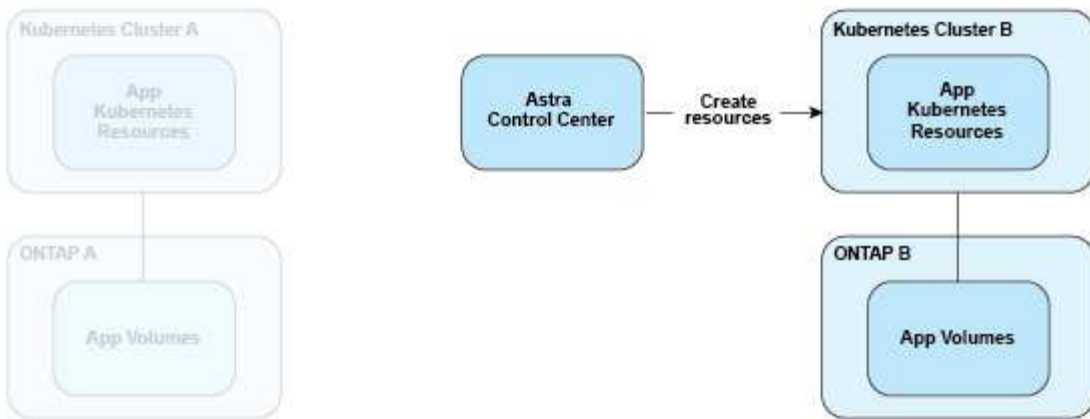 Kubernetes Cluster A
App
Kubernetes
Resources
ONTAP A
App Volumes
Astra
Control Center
Create
resources
Kubernetes Cluster B
App
Kubernetes
Resources
ONTAP B
App Volumes